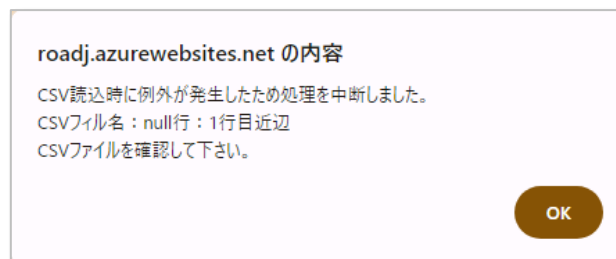 roadj.azurewebsites.net の内容
CSV読込時に例外が発生したため処理を中断しました。
CSVフィル名：null行：1行目近辺
CSVファイルを確認して下さい。
OK